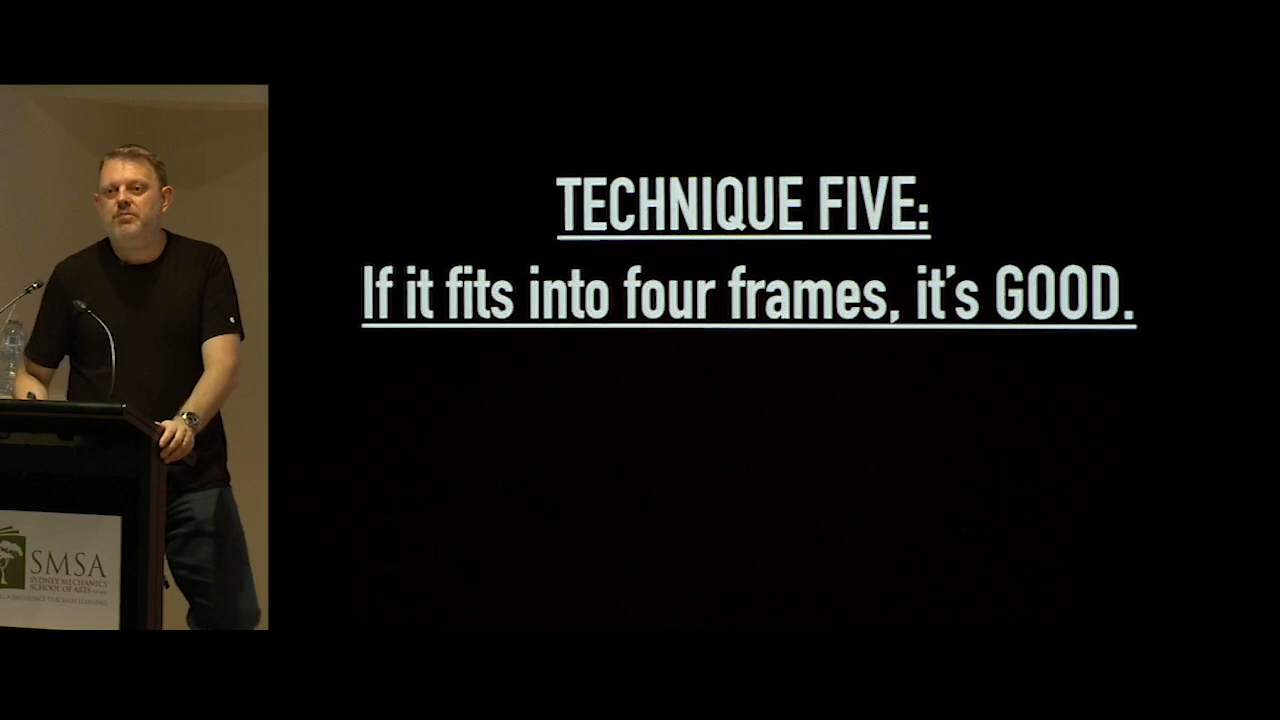 TECHNIQUE FIVE:
If it fits into four frames, it's GOOD.
SMSA
SYDNEY MECHANICS'
SCHOOL OF ARTS